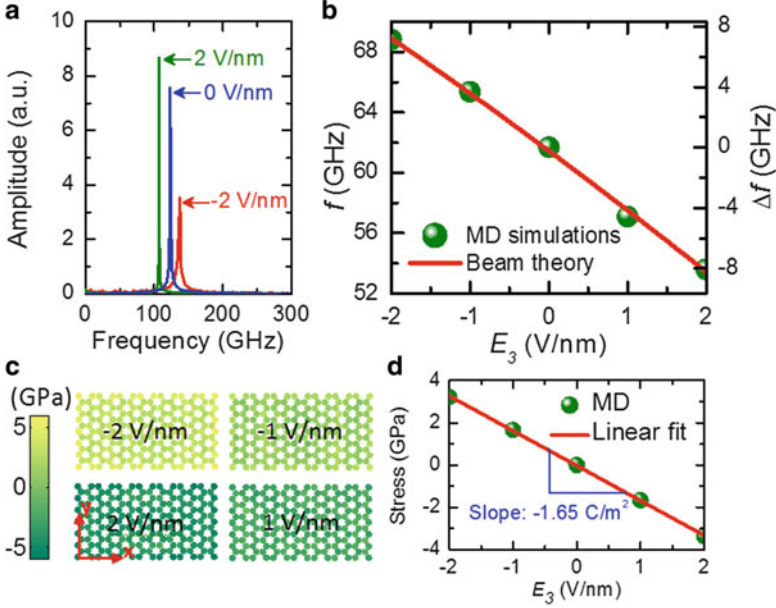 a
10
8
6
4
2
0
Amplitude (a.u.)
2 V/nm
0 V/nm
-2 V/nm
0 100 200 300
Frequency (GHz)
b
68
64
60
56
52
f (GHz)
8
4
0
-4
-8
Δf (GHz)
MD simulations
Beam theory
-2 -1 0 1 2
E₃ (V/nm)
c
(GPa)
5
0
-5
-2 V/nm
-1 V/nm
2 V/nm
1 V/nm
y
x
d
4
2
0
-2
-4
Stress (GPa)
MD
Linear fit
Slope: -1.65 C/m²
-2 -1 0 1 2
E₃ (V/nm)